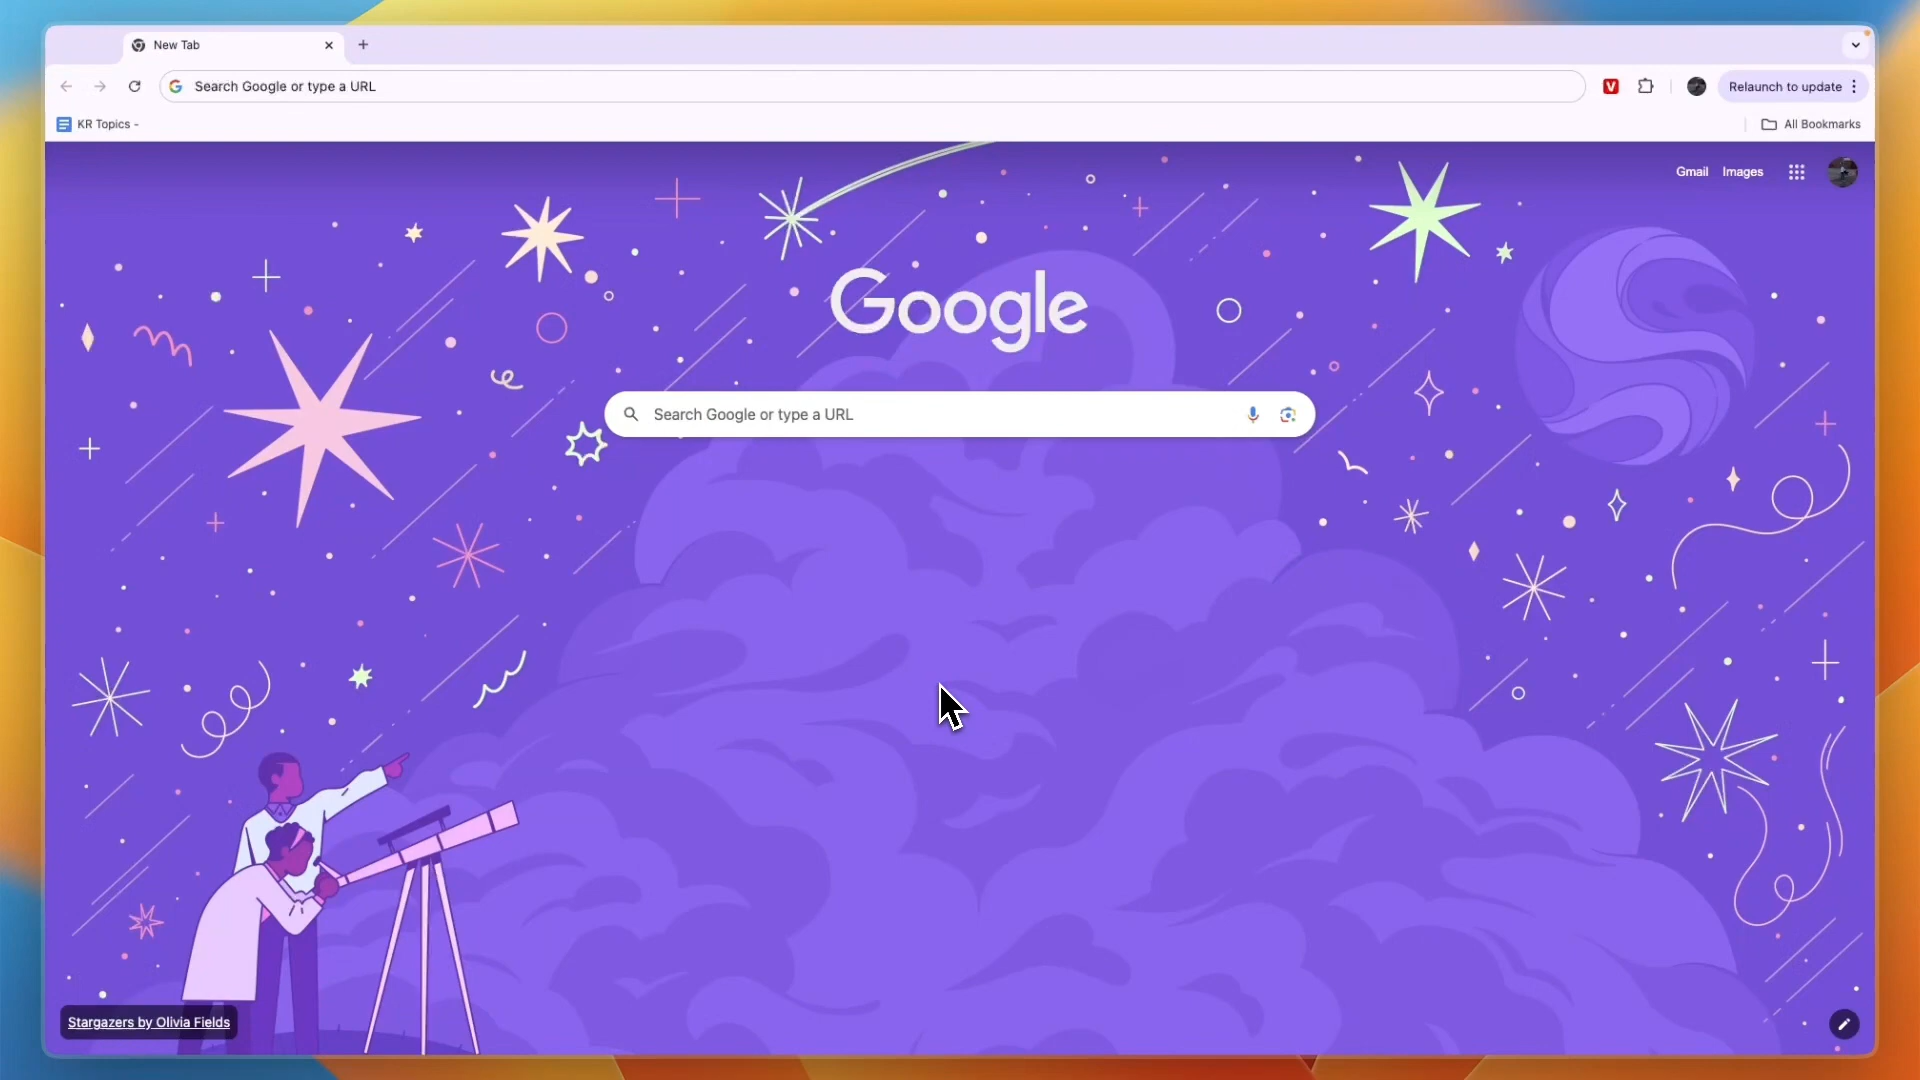 New Tab
Search Google or type a URL
Relaunch to update
KR Topics -
All Bookmarks
Gmail
Images
Google
Search Google or type a URL
Stargazers by Olivia Fields